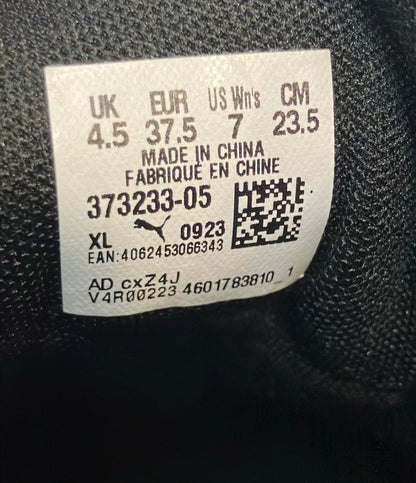 UK EUR US Wn's CM
4.5 37.5 7 23.5
MADE IN CHINA
FABRIQUÉ EN CHINE
373233-05
XL 0923
EAN:4062453066343
AD cxZ4J
V4R00223 4601783810_1